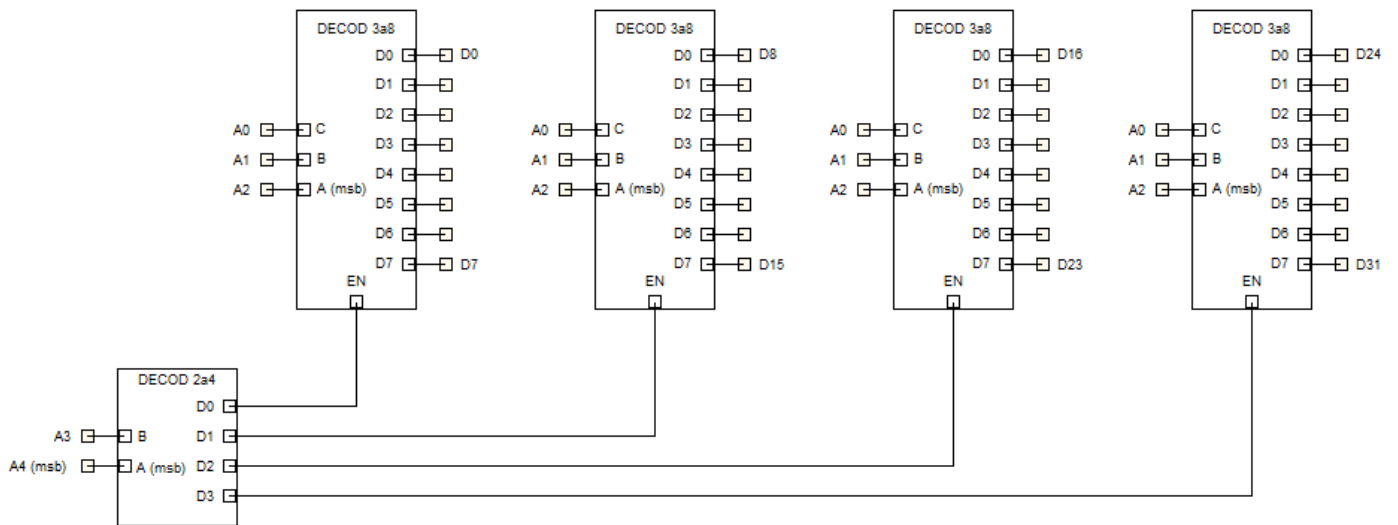 DECOD 3a8 DECOD 3a8 DECOD 3a8 DECOD 3a8
D0 D0 D0 D8 D0 D16 D0 D24
D1 D1 D1 D1
D2 D2 D2 D2
A0 C A0 C A0 C A0 C
D3 D3 D3 D3
A1 B A1 B A1 B A1 B
D4 D4 D4 D4
A2 A (msb) A2 A (msb) A2 A (msb) A2 A (msb)
D5 D5 D5 D5
D6 D6 D6 D6
D7 D7 D7 D15 D7 D23 D7 D31
EN EN EN EN
DECOD 2a4
D0
A3 B D1
A4 (msb) A (msb) D2
D3